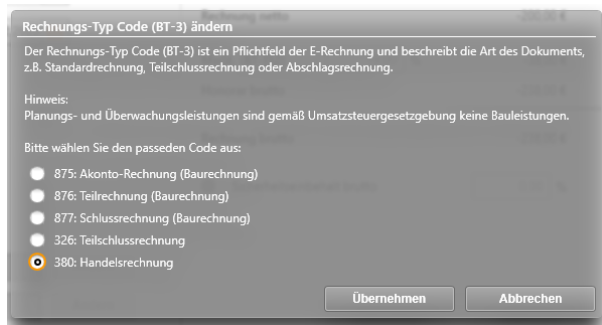 Rechnung netto
Rechnungs-Typ Code (BT-3) ändern
Der Rechnungs-Typ Code (BT-3) ist ein Pflichtfeld der E-Rechnung und beschreibt die Art des Dokuments,
z.B. Standardrechnung, Teilschlussrechnung oder Abschlagsrechnung.
Hinweis:
Planungs- und Überwachungsleistungen sind gemäß Umsatzsteuergesetzgebung keine Bauleistungen.
Bitte wählen Sie den passeden Code aus:
875: Akonto-Rechnung (Baurechnung)
876: Teilrechnung (Baurechnung)
877: Schlussrechnung (Baurechnung)
326: Teilschlussrechnung
380: Handelsrechnung
Übernehmen Abbrechen